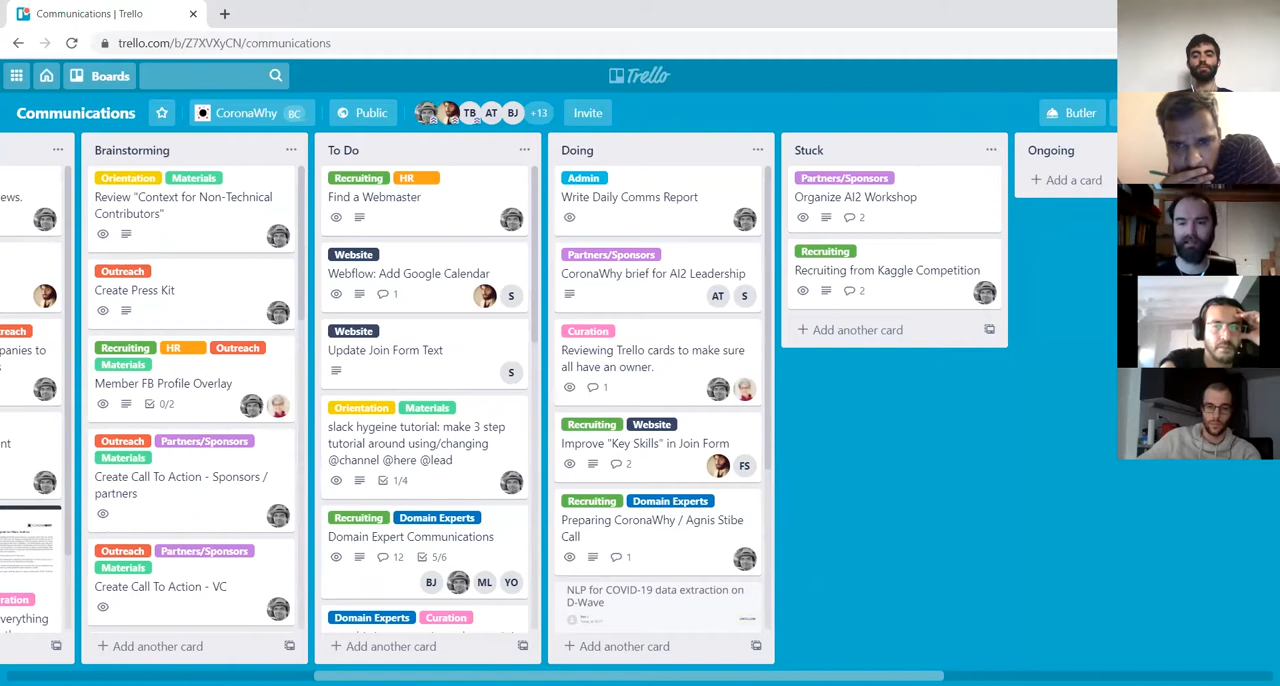 Communications | Trello
trello.com/b/Z7XVXyCN/communications
Boards
Trello
Communications
CoronaWhy BC
Public
TB AT BJ +13
Invite
Butler
ews.
each
panies to
nt
ration
verything
Brainstorming
Orientation Materials
Review "Context for Non-Technical
Contributors"
Outreach
Create Press Kit
Recruiting HR Outreach
Materials
Member FB Profile Overlay
0/2
Outreach Partners/Sponsors
Materials
Create Call To Action - Sponsors /
partners
Outreach Partners/Sponsors
Materials
Create Call To Action - VC
+ Add another card
To Do
Recruiting HR
Find a Webmaster
Website
Webflow: Add Google Calendar
1
S
Website
Update Join Form Text
S
Orientation Materials
slack hygeine tutorial: make 3 step
tutorial around using/changing
@channel @here @lead
1/4
Recruiting Domain Experts
Domain Expert Communications
12 5/6
BJ ML YO
Domain Experts Curation
+ Add another card
Doing
Admin
Write Daily Comms Report
Partners/Sponsors
CoronaWhy brief for AI2 Leadership
AT S
Curation
Reviewing Trello cards to make sure
all have an owner.
1
Recruiting Website
Improve "Key Skills" in Join Form
2
FS
Recruiting Domain Experts
Preparing CoronaWhy / Agnis Stibe
Call
1
NLP for COVID-19 data extraction on
D-Wave
+ Add another card
Stuck
Partners/Sponsors
Organize AI2 Workshop
2
Recruiting
Recruiting from Kaggle Competition
2
+ Add another card
Ongoing
+ Add a card